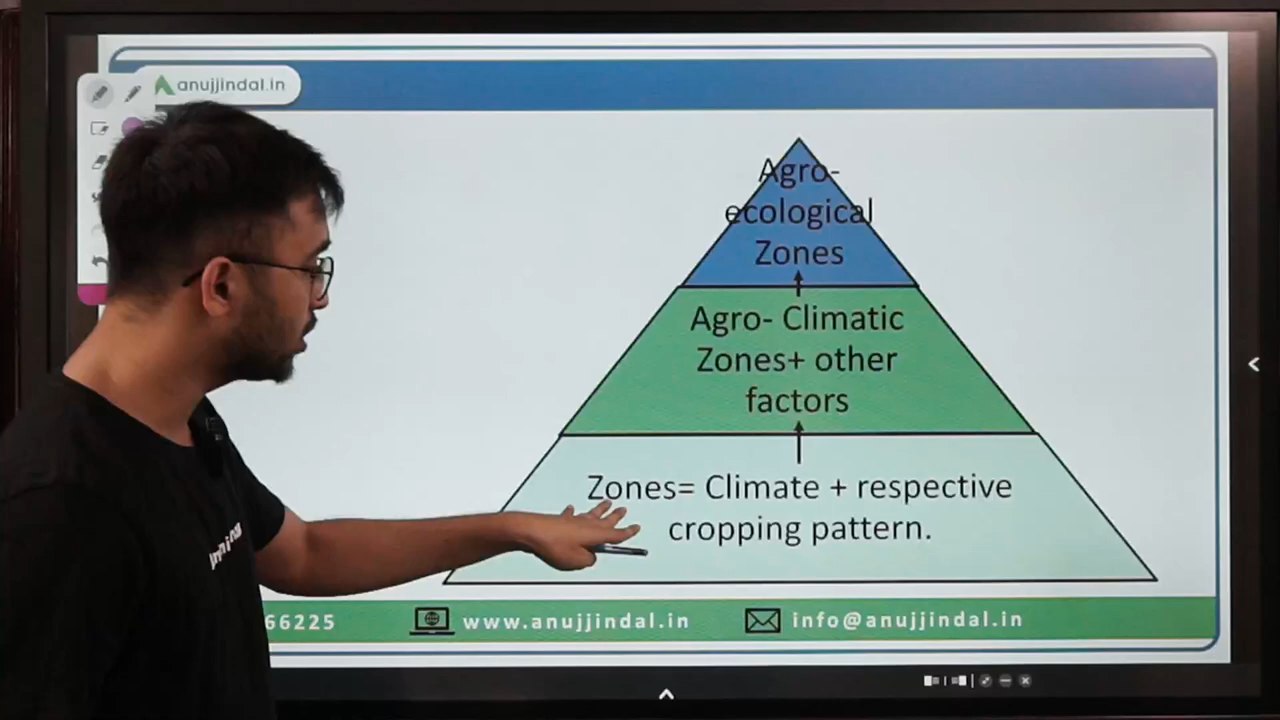 anujjindal.in
Agro-
ecological
Zones
Agro- Climatic
Zones+ other
factors
Zones= Climate + respective
cropping pattern.
66225
www.anujjindal.in
info@anujjindal.in